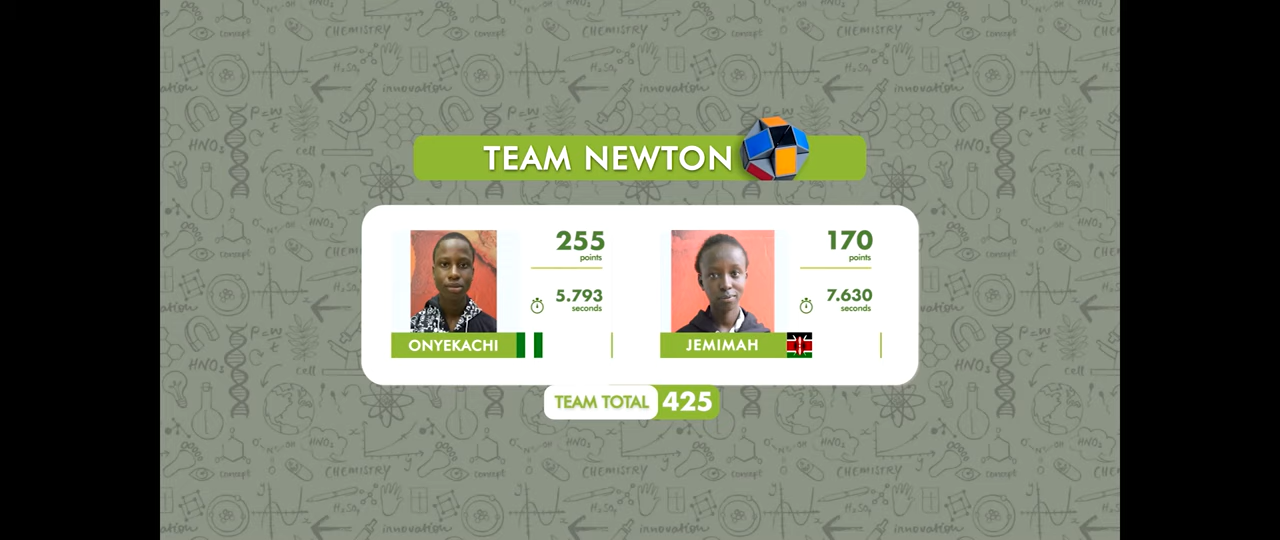 TEAM NEWTON
255
points
5.793
seconds
ONYEKACHI
170
points
7.630
seconds
JEMIMAH
TEAM TOTAL 425